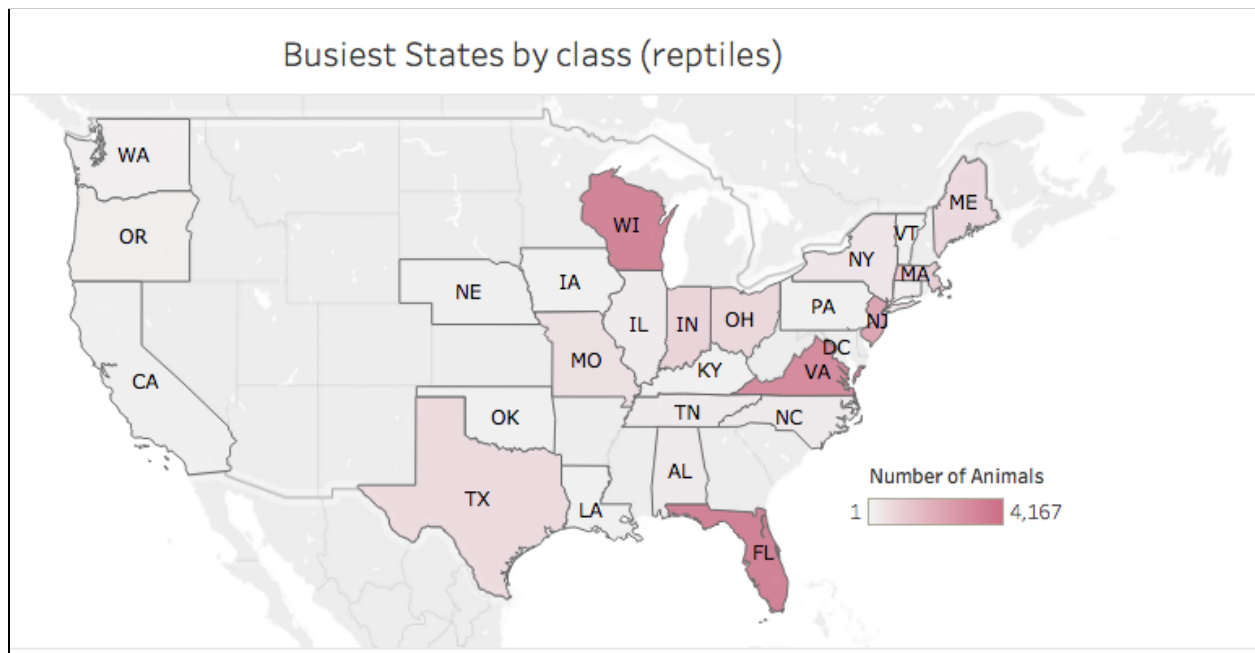 Busiest States by class (reptiles)
WA
ME
WI
VT
OR
NY
MA
IA
NE
PA
IL
IN
OH
NJ
DC
MO
KY
VA
CA
TN
NC
OK
AL
Number of Animals
TX
LA
1
4,167
FL